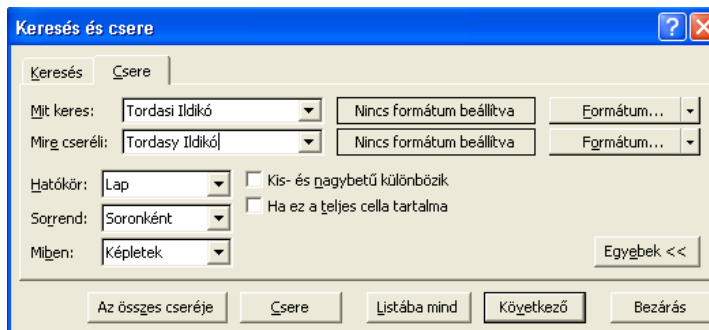 Keresés és csere
Keresés Csere
Mit keres: Tordasi Ildikó Nincs formátum beállítva Formátum...
Mire cseréli: Tordasy Ildikó Nincs formátum beállítva Formátum...
Hatókör: Lap Kis- és nagybetű különbözik
Sorrend: Soronként Ha ez a teljes cella tartalma
Miben: Képletek Egyebek <<
Az összes cseréje Csere Listába mind Következő Bezárás